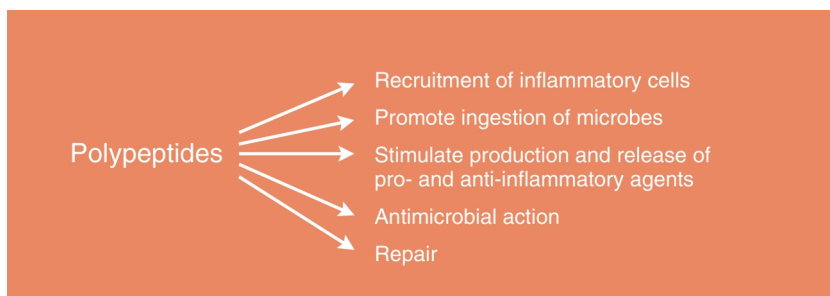 Polypeptides
Recruitment of inflammatory cells
Promote ingestion of microbes
Stimulate production and release of
pro- and anti-inflammatory agents
Antimicrobial action
Repair